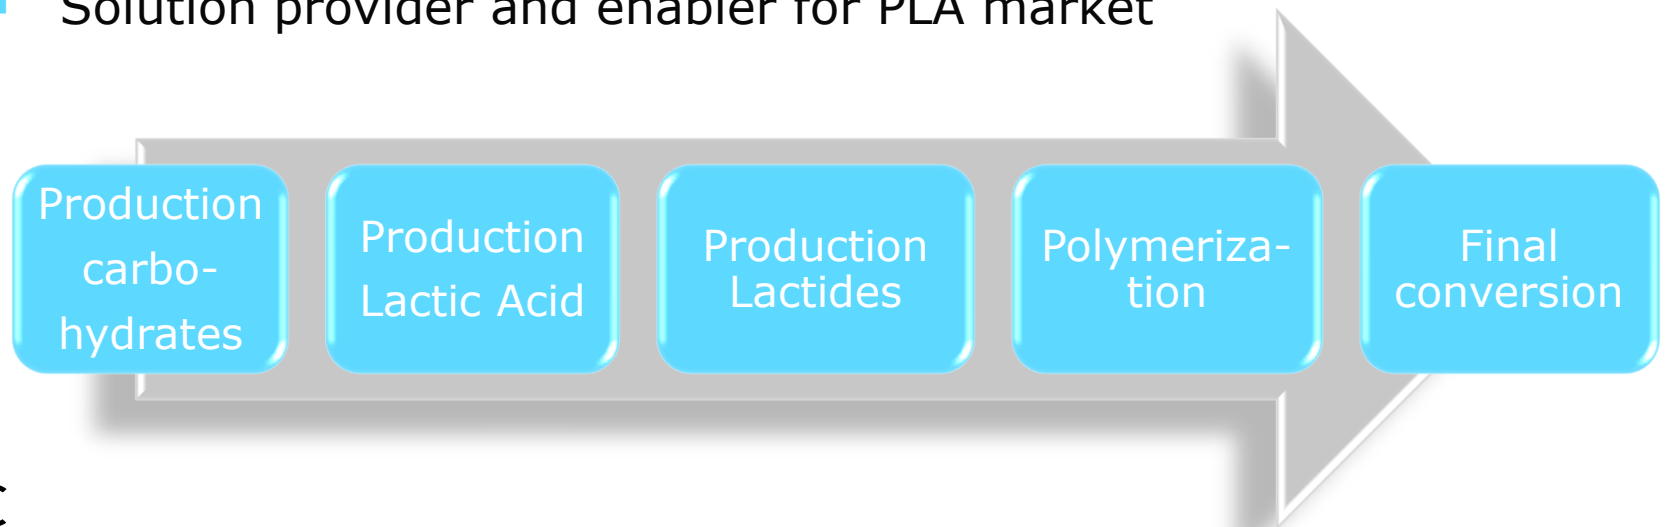 Solution provider and enabler for PLA market
Production
carbo-
hydrates
Production
Lactic Acid
Production
Lactides
Polymeriza-
tion
Final
conversion